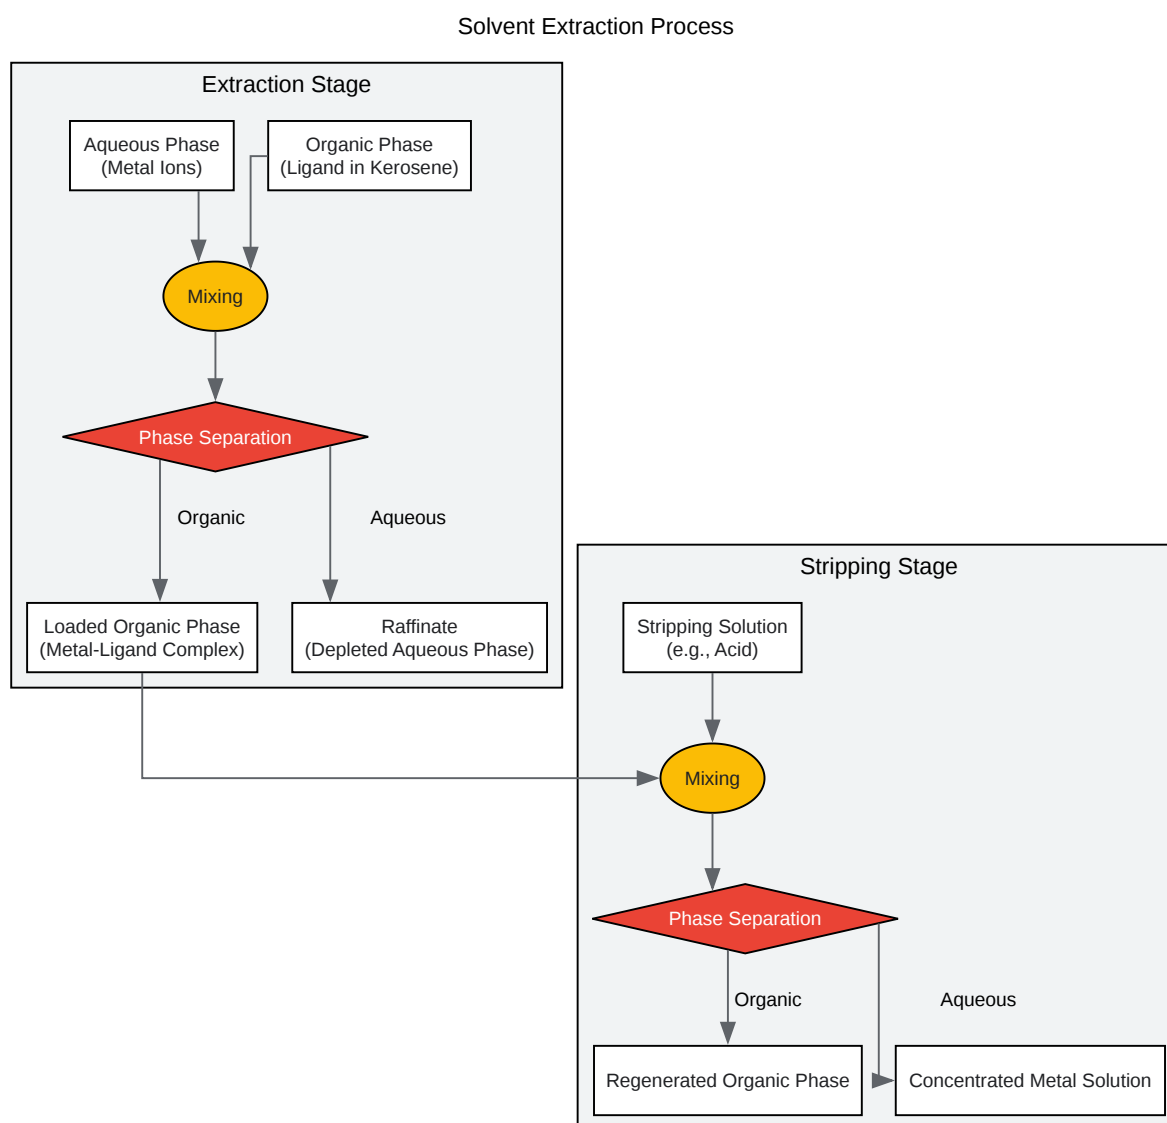 Solvent Extraction Process
Extraction Stage
Aqueous Phase
(Metal Ions)
Organic Phase
(Ligand in Kerosene)
Mixing
Phase Separation
Organic
Aqueous
Loaded Organic Phase
(Metal-Ligand Complex)
Raffinate
(Depleted Aqueous Phase)
Stripping Stage
Stripping Solution
(e.g., Acid)
Mixing
Phase Separation
Organic
Aqueous
Regenerated Organic Phase
Concentrated Metal Solution